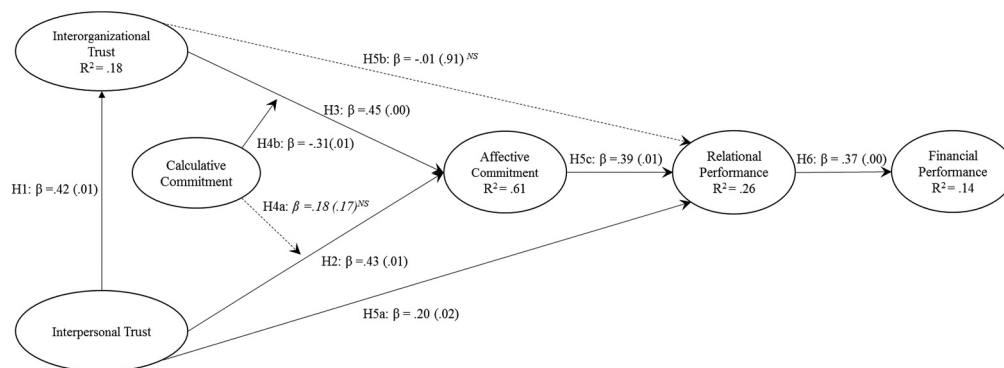 Interorganizational
Trust
R² = .18
H5b: β = -.01 (.91) NS
H3: β =.45 (.00)
H4b: β = -.31(.01)
Calculative
Commitment
Affective
Commitment
R² = .61
H5c: β =.39 (.01)
Relational
Performance
R² = .26
H6: β = .37 (.00)
Financial
Performance
R² = .14
H1: β =.42 (.01)
H4a: β =.18 (.17)NS
H2: β =.43 (.01)
H5a: β = .20 (.02)
Interpersonal Trust